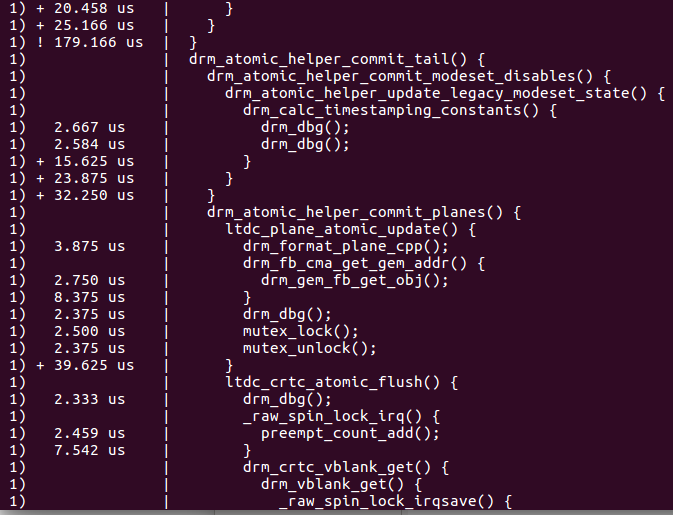 1) + 20.458 us   |      }
1) + 25.166 us   |    }
1) ! 179.166 us  |  }
1)               |  drm_atomic_helper_commit_tail() {
1)               |    drm_atomic_helper_commit_modeset_disables() {
1)               |      drm_atomic_helper_update_legacy_modeset_state() {
1)               |        drm_calc_timestamping_constants() {
1)   2.667 us    |          drm_dbg();
1)   2.584 us    |          drm_dbg();
1) + 15.625 us   |        }
1) + 23.875 us   |      }
1) + 32.250 us   |    }
1)               |    drm_atomic_helper_commit_planes() {
1)               |      ltdc_plane_atomic_update() {
1)   3.875 us    |        drm_format_plane_cpp();
1)               |        drm_fb_cma_get_gem_addr() {
1)   2.750 us    |          drm_gem_fb_get_obj();
1)   8.375 us    |        }
1)   2.375 us    |        drm_dbg();
1)   2.500 us    |        mutex_lock();
1)   2.375 us    |        mutex_unlock();
1) + 39.625 us   |      }
1)               |      ltdc_crtc_atomic_flush() {
1)   2.333 us    |        drm_dbg();
1)               |        _raw_spin_lock_irq() {
1)   2.459 us    |          preempt_count_add();
1)   7.542 us    |        }
1)               |        drm_crtc_vblank_get() {
1)               |          drm_vblank_get() {
1)               |            _raw_spin_lock_irqsave() {